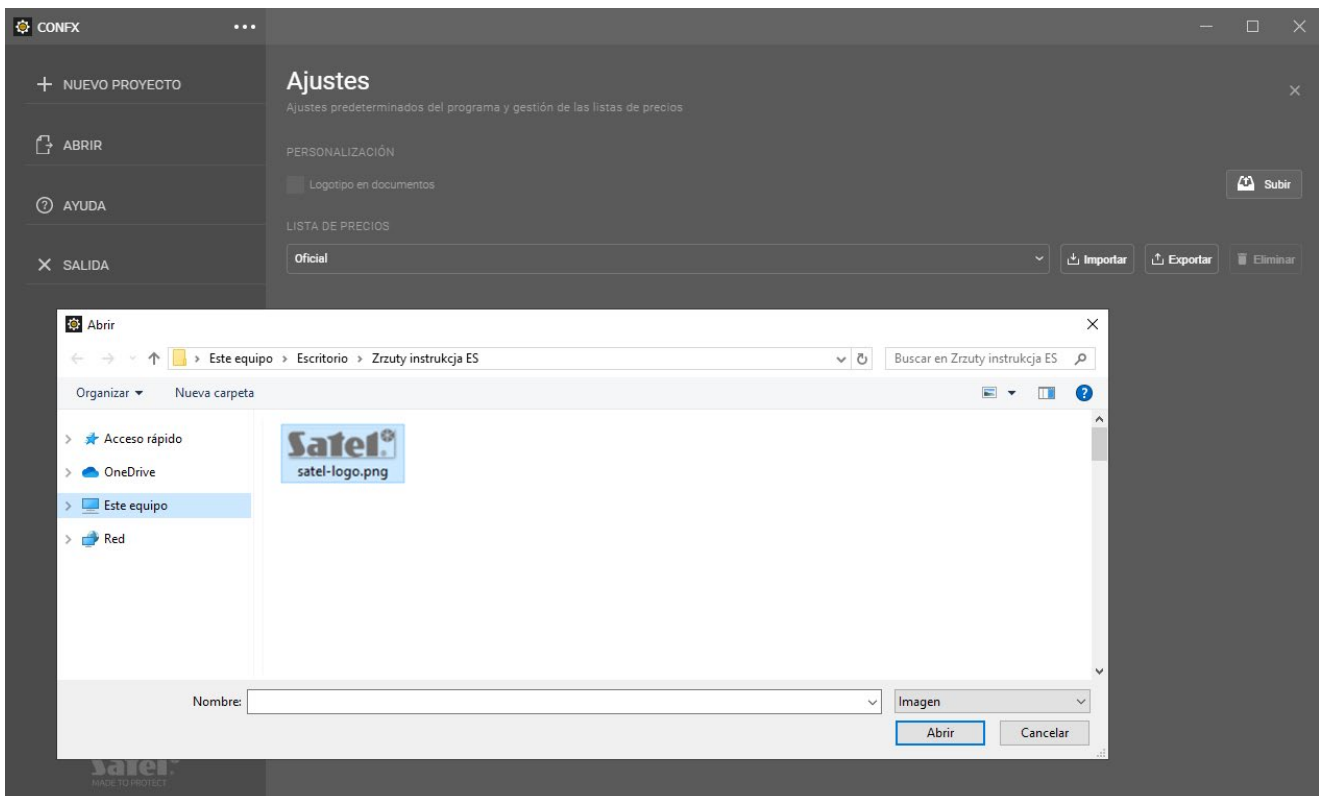 CONFX
NUEVO PROYECTO
ABRIR
AYUDA
SALIDA
Ajustes
Ajustes predeterminados del programa y gestión de las listas de precios
PERSONALIZACIÓN
Logotipo en documentos
Subir
LISTA DE PRECIOS
Oficial
Importar
Exportar
Eliminar
Abrir
Este equipo > Escritorio > Zrzuty instrukcja ES
Buscar en Zrzuty instrukcja ES
Organizar
Nueva carpeta
Acceso rápido
OneDrive
Este equipo
Red
Satel
satel-logo.png
Nombre:
Imagen
Abrir
Cancelar
Satel
MADE TO PROTECT